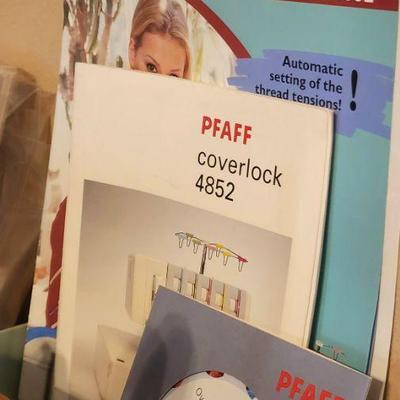 Automatic
setting of the
thread tensions!
!
PFAFF
coverlock
4852
PFAFF